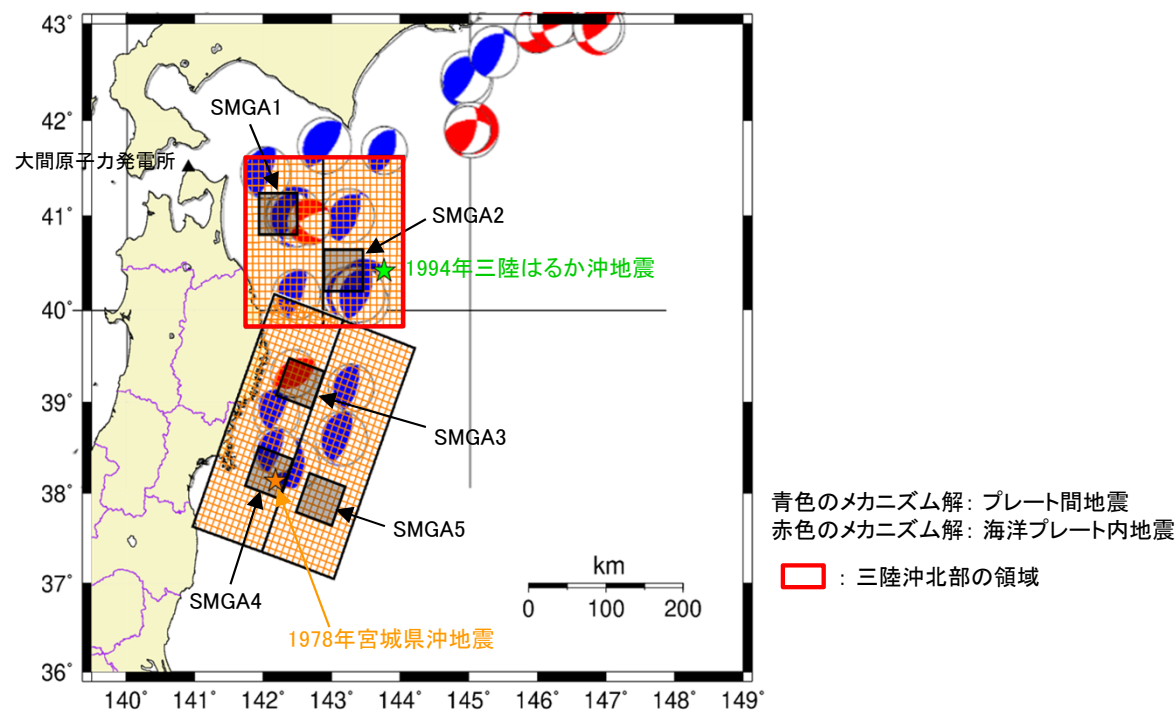 43°
42°
41°
40°
39°
38°
37°
36°
140°
141°
142°
143°
144°
145°
146°
147°
148°
149°
SMGA1
大間原子力発電所
SMGA2
1994年三陸はるか沖地震
SMGA3
SMGA5
SMGA4
1978年宮城県沖地震
km
0 100 200
青色のメカニズム解: プレート間地震
赤色のメカニズム解: 海洋プレート内地震
: 三陸沖北部の領域